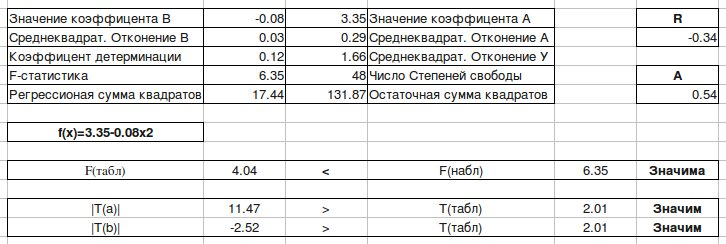 Значение коэффицента В -0.08 3.35 Значение коэффицента А R
Среднеквадрат. Отконение В 0.03 0.29 Среднеквадрат. Отконение А -0.34
Коэффицент детерминации 0.12 1.66 Среднеквадрат. Отконение У
F-статистика 6.35 48 Число Степеней свободы А
Регрессионая сумма квадратов 17.44 131.87 Остаточная сумма квадратов 0.54
f(x)=3.35-0.08x2
F(табл) 4.04 < F(набл) 6.35 Значима
|T(a)| 11.47 > T(табл) 2.01 Значим
|T(b)| -2.52 > T(табл) 2.01 Значим